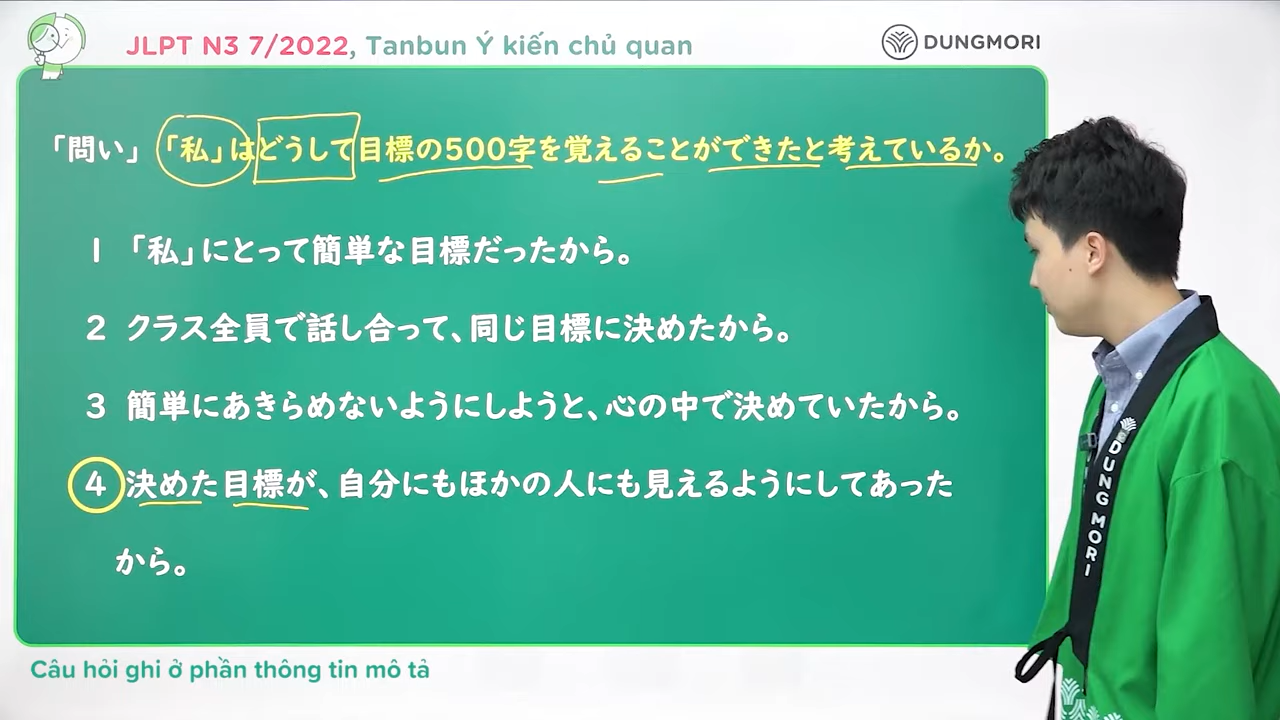 JLPT N3 7/2022, Tanbun Ý kiến chủ quan
DUNGMORI
「問い」「私」はどうして目標の500字を覚えることができたと考えているか。
1 「私」にとって簡単な目標だったから。
2 クラス全員で話し合って、同じ目標に決めたから。
3 簡単にあきらめないようにしようと、心の中で決めていたから。
4 決めた目標が、自分にもほかの人にも見えるようにしてあった
から。
DUNG MORI
Câu hỏi ghi ở phần thông tin mô tả